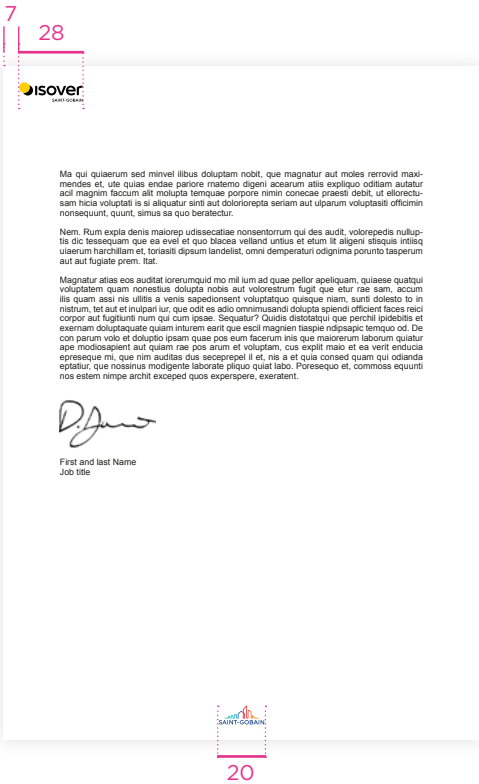 7
28
isover
SAINT-GOBAIN
Ma qui quiaerum sed minvel ilibus doluptam nobit, que magnatur aut moles rerrovid maxi-
mendes et, ute quias endae pariore rnatemo digeni acearum atiis expliquo oditiam autatur
acil magnim faccum alit molupta temquae porpore nimin conecae praesti debit, ut ellorectu-
sam hicia voluptati is si aliquatur sinti aut doloriorepta seriam aut ulparum voluptasiti officimin
nonsequunt, quunt, simus sa quo beratectur.
Nem. Rum expla denis maiorep udissecatiae nonsentorrum qui des audit, volorepedis nullup-
tis dic tessequam que ea evel et quo blacea velland untius et etum lit aligeni stisquis intiisq
uiaerum harchillam et, toriasiti dipsum landelist, omni demperaturi odignima porunto tasperum
aut aut fugiate prem. Itat.
Magnatur atias eos auditat iorerumquid mo mil ium ad quae pellor apeliquam, quiaese quatqui
voluptatem quam nonestius dolupta nobis aut volorestrum fugit que etur rae sam, accum
ilis quam assi nis ullitis a venis sapedionsent voluptatquo quisque niam, sunti dolesto to in
nistrum, tet aut et inulpari iur, que odit es adio omnimusandi dolupta spiendi officient faces reici
corpor aut fugitiunti num qui cum ipsae. Sequatur? Quidis distotatqui que perchil ipidebitis et
exernam doluptaquate quiam inturem earit que escil magnien tiaspie ndipsapic temquo od. De
con parum volo et doluptio ipsam quae pos eum facerum inis que maiorerum laborum quiatur
ape modiosapient aut quiam rae pos arum et voluptam, cus explit maio et ea verit enducia
epreseque mi, que nim auditas dus seceprepel il et, nis a et quia consed quam qui odianda
eptatiur, que nossinus modigente laborate pliquo quiat labo. Poresequo et, commoss equunti
nos estem nimpe archit exceped quos experspere, exeratent.
First and last Name
Job title
SAINT-GOBAIN
20